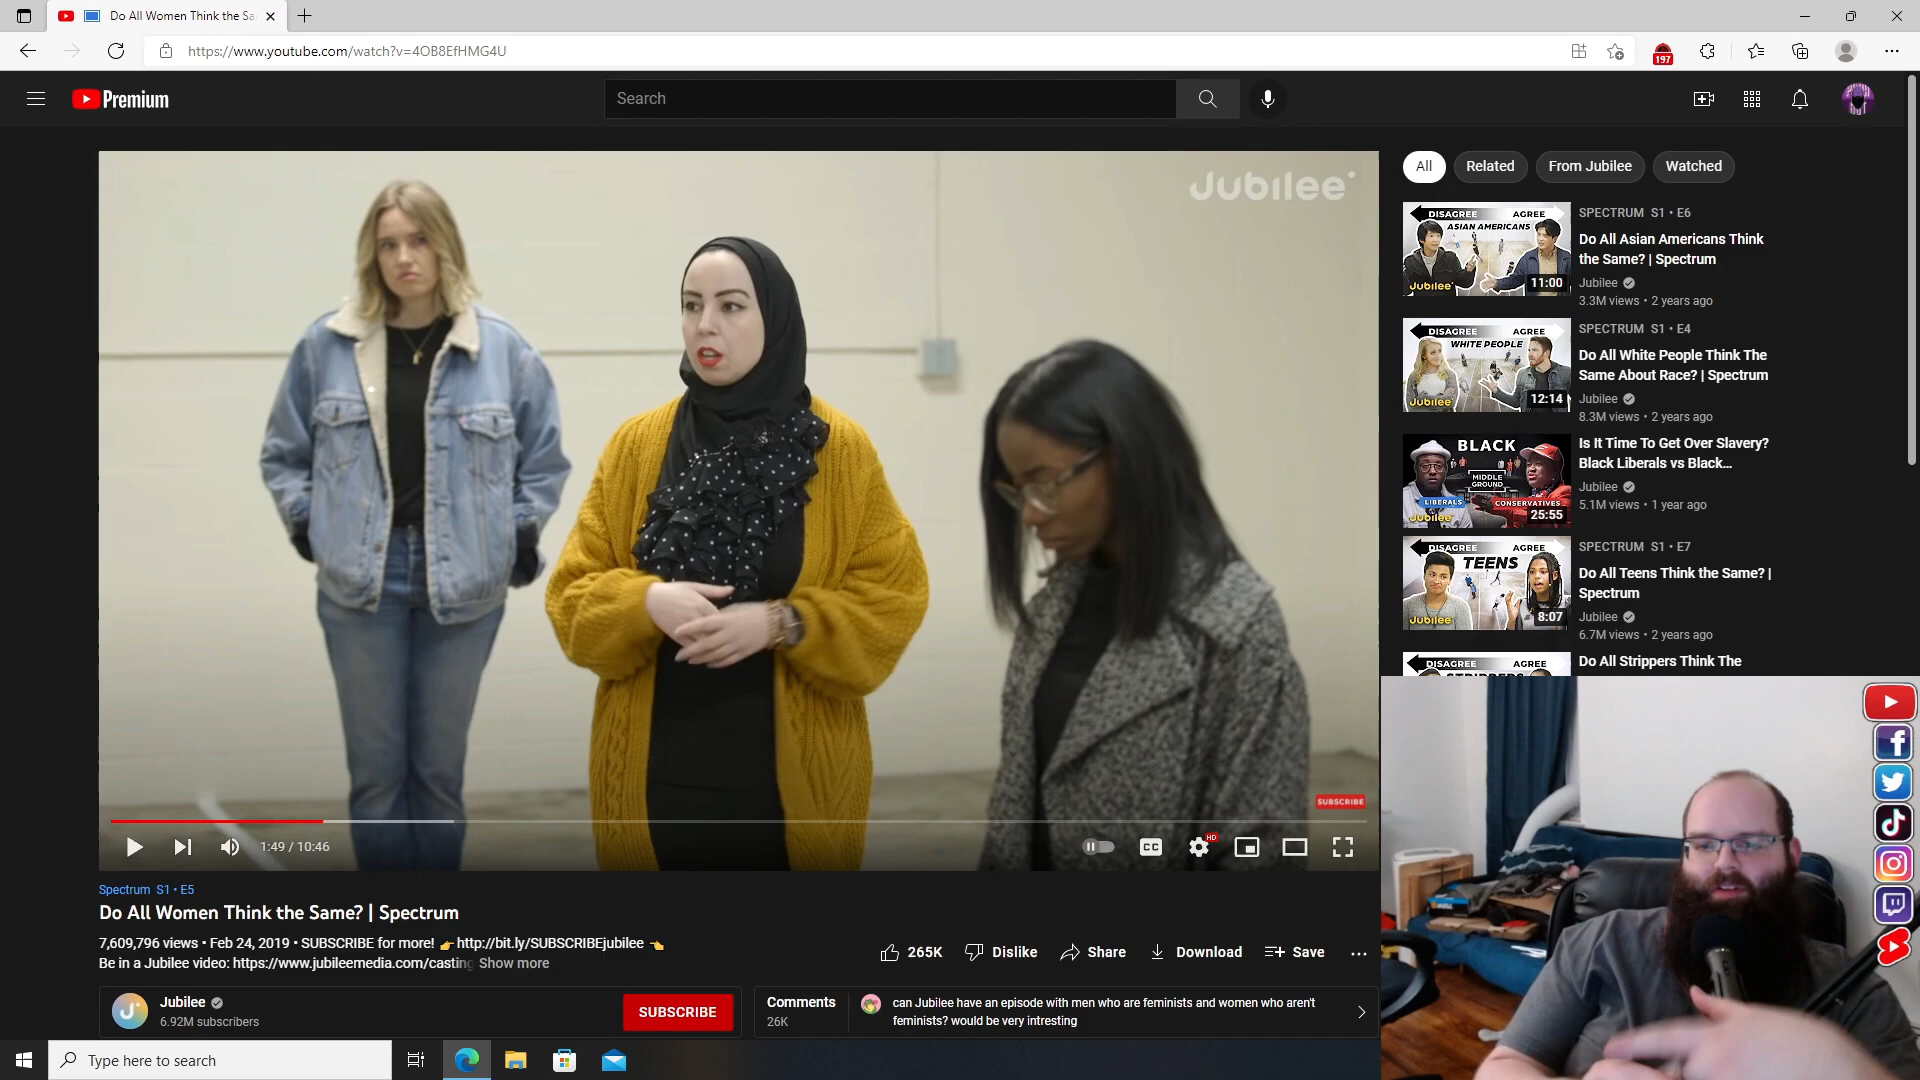 Do All Women Think the Sa
https://www.youtube.com/watch?v=4OB8EfHMG4U
197
Premium
Search
Jubilee
All
Related
From Jubilee
Watched
DISAGREE AGREE
ASIAN AMERICANS
Jubilee
11:00
SPECTRUM S1 • E6
Do All Asian Americans Think
the Same? | Spectrum
Jubilee
3.3M views • 2 years ago
DISAGREE AGREE
WHITE PEOPLE
Jubilee
12:14
SPECTRUM S1 • E4
Do All White People Think The
Same About Race? | Spectrum
Jubilee
8.3M views • 2 years ago
BLACK
MIDDLE
GROUND
LIBERALS
CONSERVATIVES
Jubilee
25:55
Is It Time To Get Over Slavery?
Black Liberals vs Black...
Jubilee
5.1M views • 1 year ago
DISAGREE AGREE
TEENS
Jubilee
8:07
SPECTRUM S1 • E7
Do All Teens Think the Same? |
Spectrum
Jubilee
6.7M views • 2 years ago
DISAGREE AGREE
Do All Strippers Think The
SUBSCRIBE
1:49 / 10:46
CC
HD
Spectrum S1 • E5
Do All Women Think the Same? | Spectrum
7,609,796 views • Feb 24, 2019 • SUBSCRIBE for more! 👉 http://bit.ly/SUBSCRIBEjubilee 👈
Be in a Jubilee video: https://www.jubileemedia.com/casting Show more
265K
Dislike
Share
Download
Save
Jubilee
6.92M subscribers
SUBSCRIBE
Comments
26K
can Jubilee have an episode with men who are feminists and women who aren't
feminists? would be very intresting
Type here to search